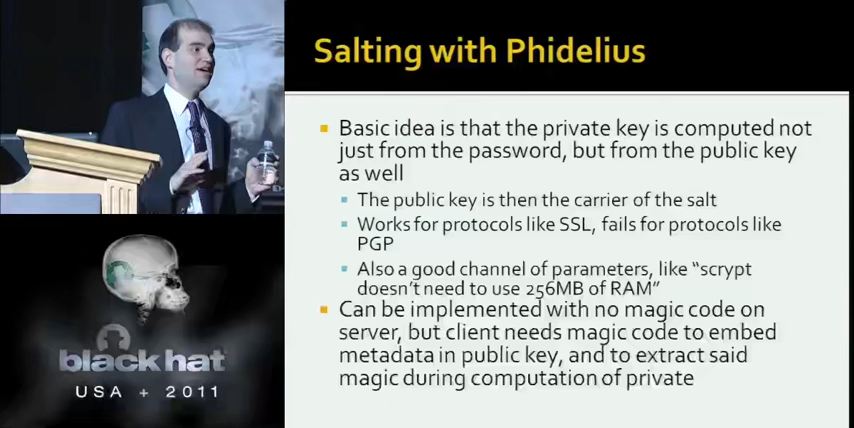 Salting with Phidelius
Basic idea is that the private key is computed not
just from the password, but from the public key
as well
The public key is then the carrier of the salt
Works for protocols like SSL, fails for protocols like
PGP
Also a good channel of parameters, like “scrypt
doesn’t need to use 256MB of RAM”
Can be implemented with no magic code on
server, but client needs magic code to embed
metadata in public key, and to extract said
magic during computation of private
black hat
USA + 2011